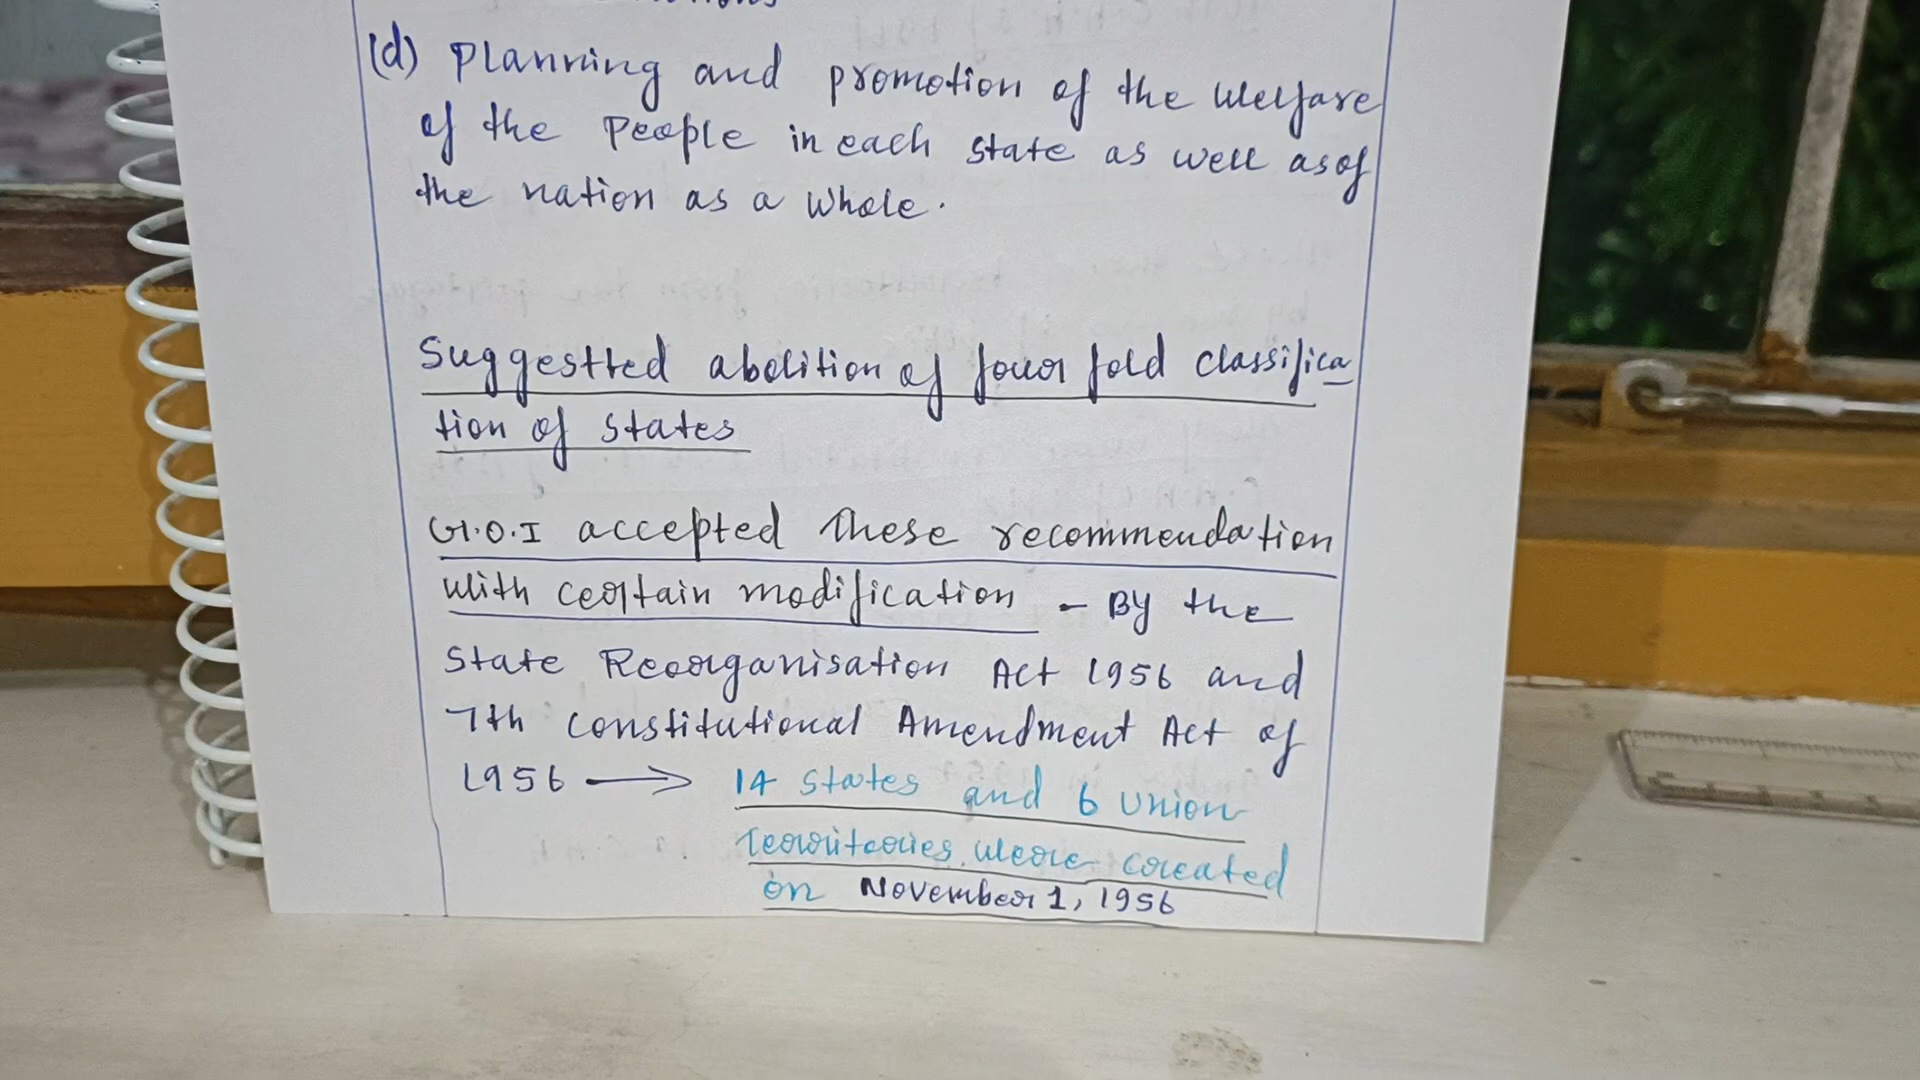 (d) Planning and promotion of the welfare
of the People in each state as well as of
the nation as a whole.
Suggestted abolition of four fold classifica
tion of states
G.O.I accepted these recommendation
with certain modification - By the
State Reorganisation Act 1956 and
7th constitutional Amendment Act of
1956 → 14 states and 6 union
Territories were created
on November 1, 1956